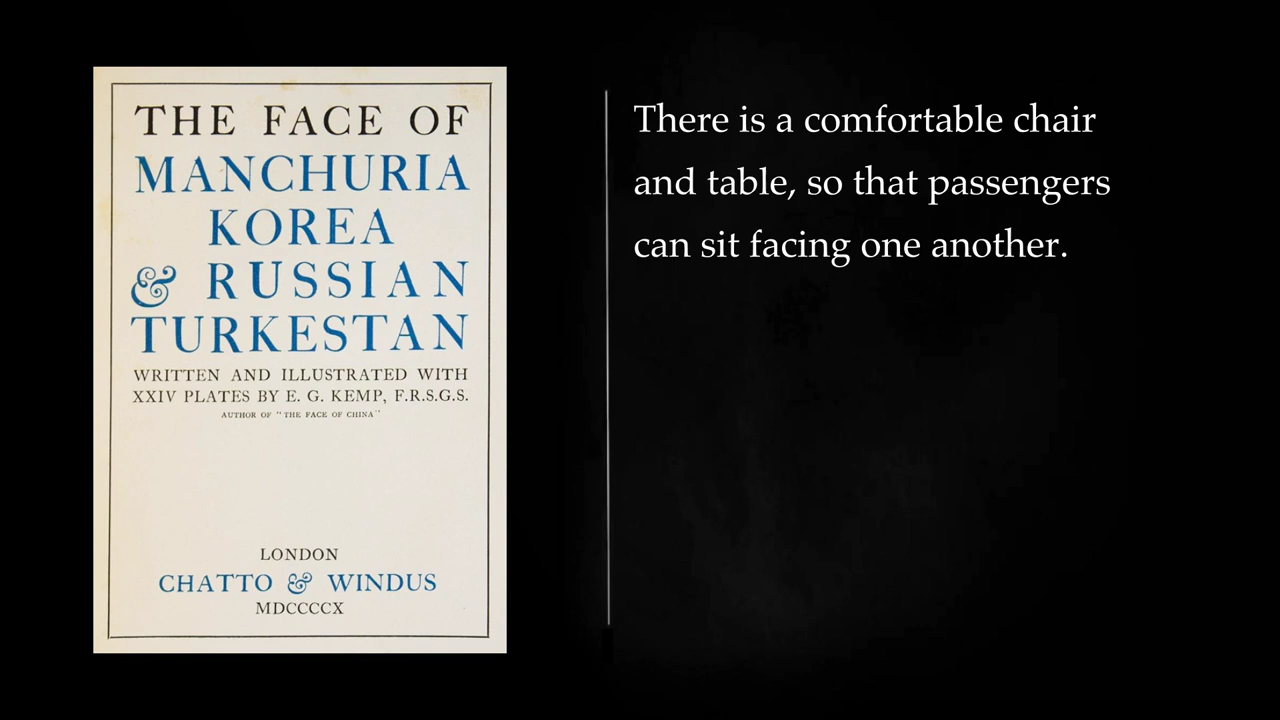 THE FACE OF
MANCHURIA
KOREA
& RUSSIAN
TURKESTAN
WRITTEN AND ILLUSTRATED WITH
XXIV PLATES BY E. G. KEMP, F.R.S.G.S.
AUTHOR OF "THE FACE OF CHINA"
LONDON
CHATTO & WINDUS
MDCCCCX
There is a comfortable chair
and table, so that passengers
can sit facing one another.